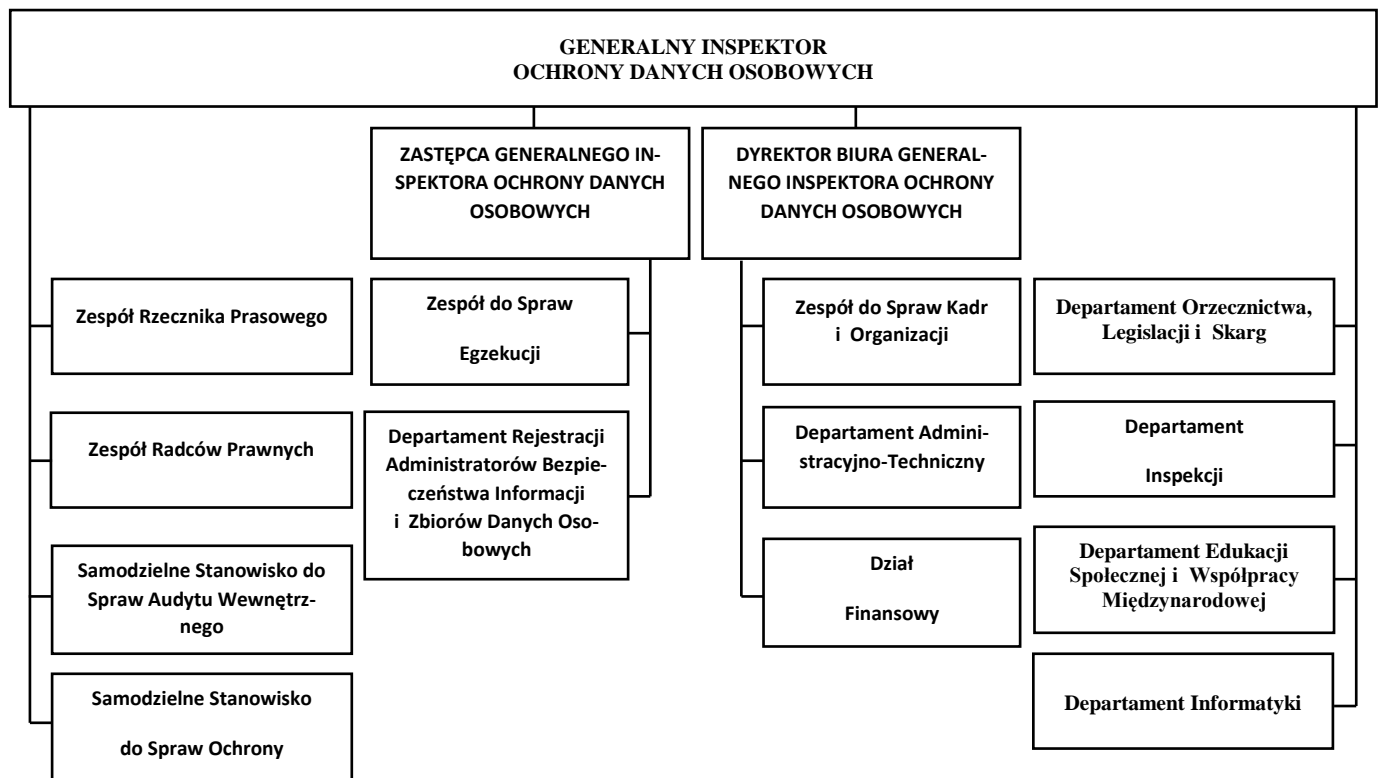 GENERALNY INSPEKTOR
OCHRONY DANYCH OSOBOWYCH
ZASTĘPCA GENERALNEGO IN-
SPEKTORA OCHRONY DANYCH
OSOBOWYCH
DYREKTOR BIURA GENERAL-
NEGO INSPEKTORA OCHRONY
DANYCH OSOBOWYCH
Zespół Rzecznika Prasowego
Zespół do Spraw
Egzekucji
Zespół do Spraw Kadr
i Organizacji
Departament Orzecznictwa,
Legislacji i Skarg
Zespół Radców Prawnych
Departament Rejestracji
Administratorów Bezpie-
czeństwa Informacji
i Zbiorów Danych Oso-
bowych
Departament Admini-
stracyjno-Techniczny
Departament
Inspekcji
Samodzielne Stanowisko do
Spraw Audytu Wewnętrz-
nego
Dział
Finansowy
Departament Edukacji
Społecznej i Współpracy
Międzynarodowej
Samodzielne Stanowisko
do Spraw Ochrony
Departament Informatyki